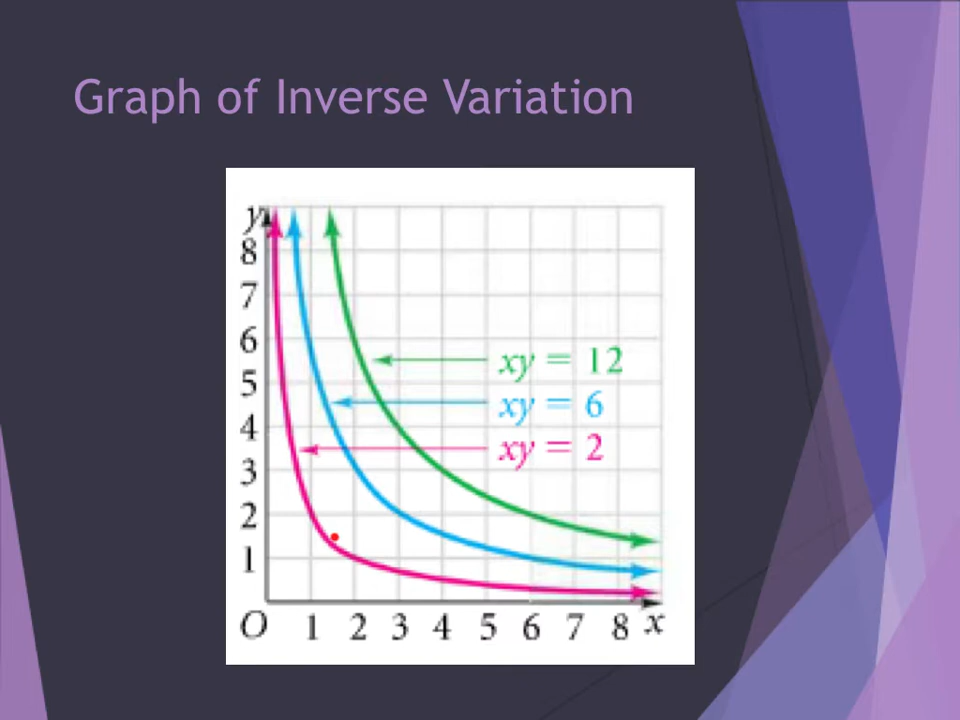 Graph of Inverse Variation
y
8
7
6
xy = 12
5
xy = 6
4
xy = 2
3
2
1
O 1 2 3 4 5 6 7 8 x